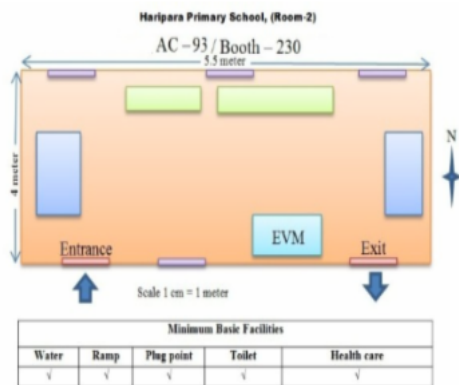 Haripara Primary School, (Room-2)
AC – 93 / Booth – 230
5.5 meter
4 meter
N
EVM
Entrance
Exit
Scale 1 cm = 1 meter
Minimum Basic Facilities
Water Ramp Plug point Toilet Health care
√ √ √ √ √